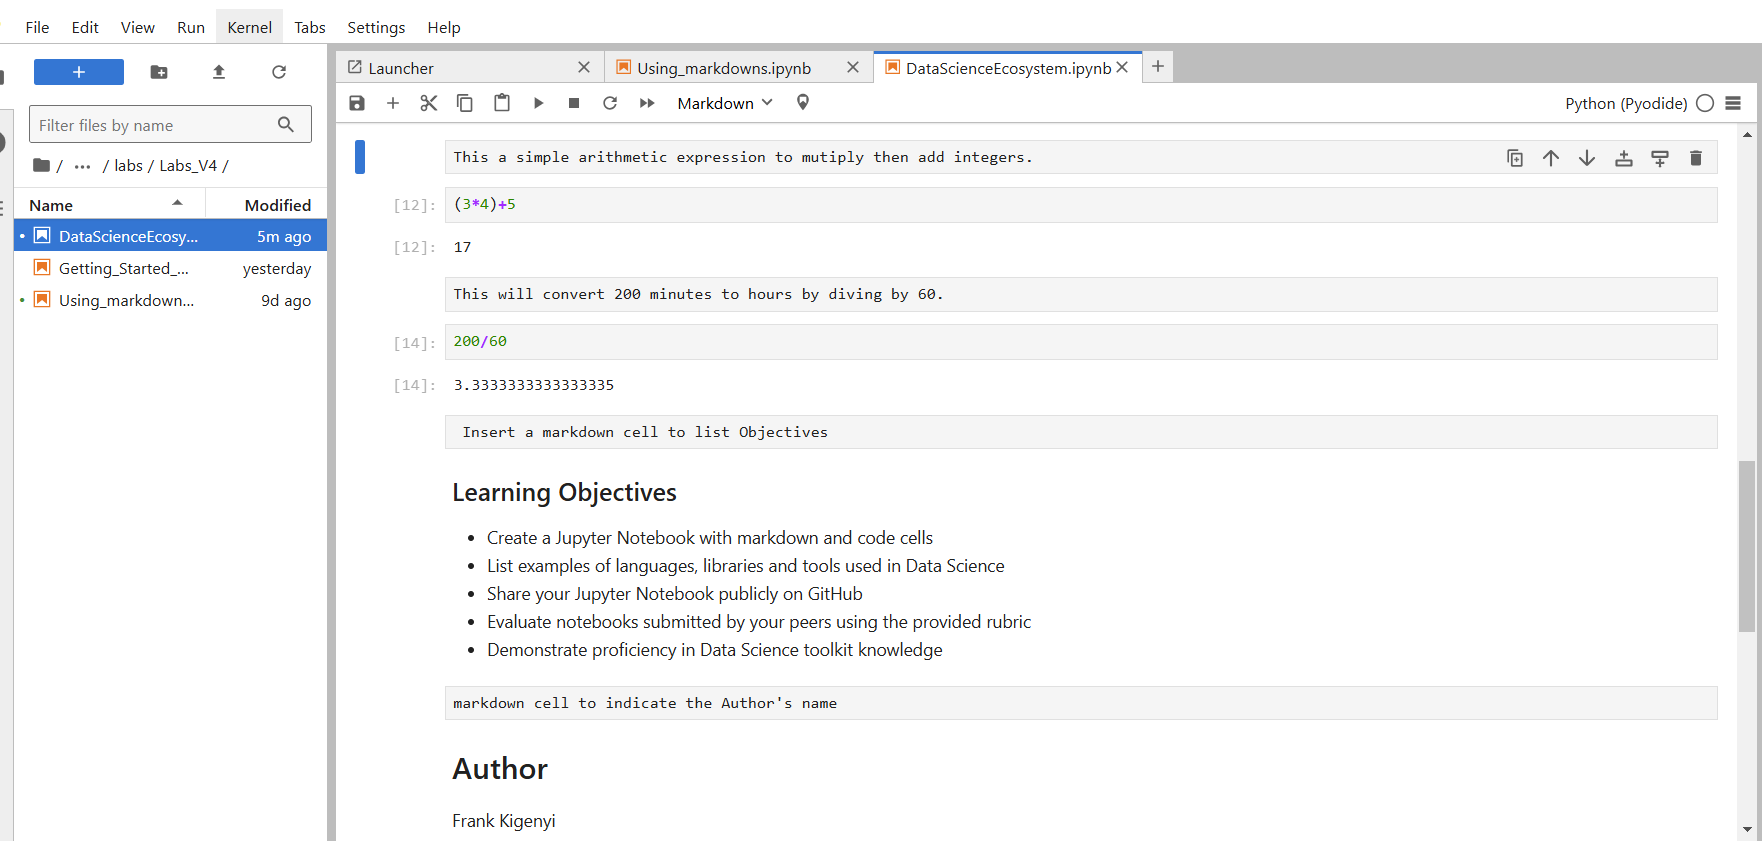 File Edit View Run Kernel Tabs Settings Help
+
Filter files by name
/ ... / labs / Labs_V4 /
Name Modified
DataScienceEcosy... 5m ago
Getting_Started_... yesterday
Using_markdown... 9d ago
Launcher
Using_markdowns.ipynb
DataScienceEcosystem.ipynb
Markdown
Python (Pyodide)
This a simple arithmetic expression to mutiply then add integers.
[12]: (3*4)+5
[12]: 17
This will convert 200 minutes to hours by diving by 60.
[14]: 200/60
[14]: 3.3333333333333335
Insert a markdown cell to list Objectives
Learning Objectives
• Create a Jupyter Notebook with markdown and code cells
• List examples of languages, libraries and tools used in Data Science
• Share your Jupyter Notebook publicly on GitHub
• Evaluate notebooks submitted by your peers using the provided rubric
• Demonstrate proficiency in Data Science toolkit knowledge
markdown cell to indicate the Author's name
Author
Frank Kigenyi